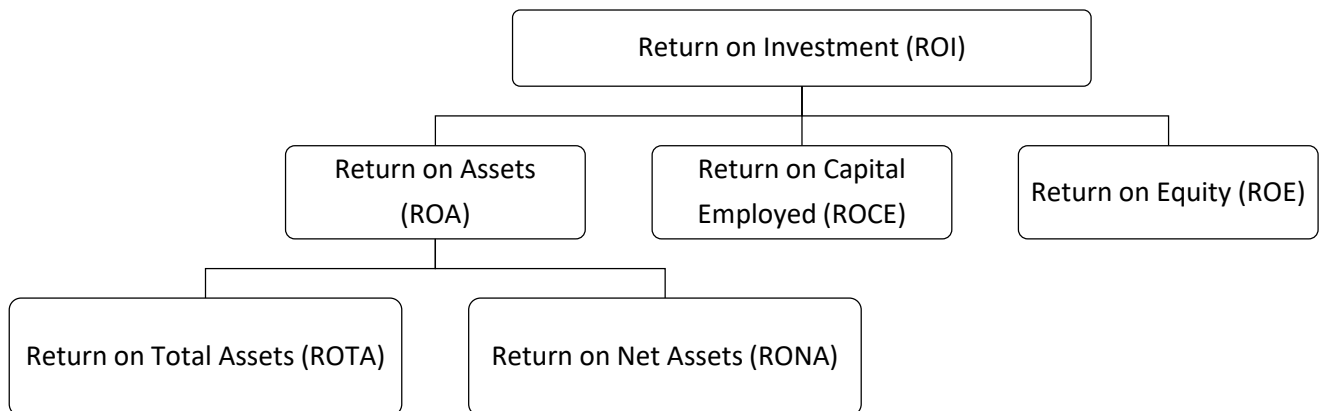 Return on Investment (ROI)
Return on Assets
(ROA)
Return on Capital
Employed (ROCE)
Return on Equity (ROE)
Return on Total Assets (ROTA)
Return on Net Assets (RONA)